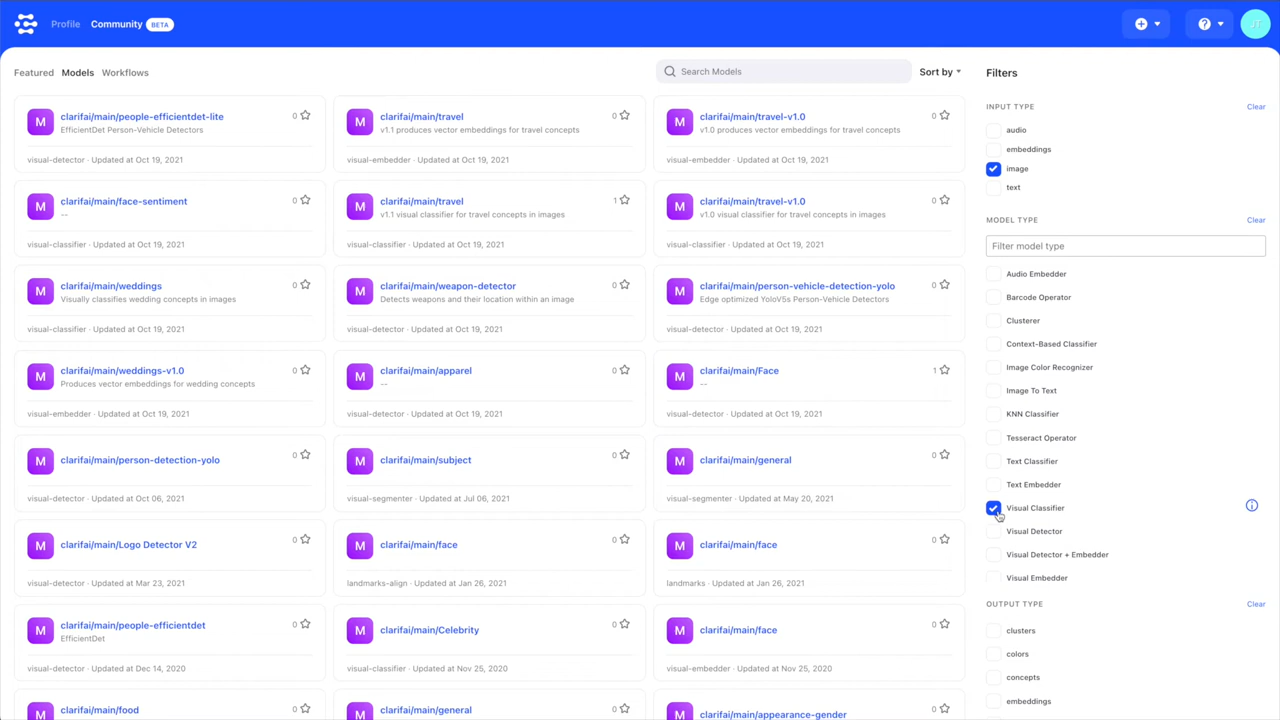 Profile Community BETA
JT
Featured Models Workflows
Search Models
Sort by
M clarifai/main/people-efficientdet-lite 0
EfficientDet Person-Vehicle Detectors
visual-detector · Updated at Oct 19, 2021
M clarifai/main/travel 0
v1.1 produces vector embeddings for travel concepts
visual-embedder · Updated at Oct 19, 2021
M clarifai/main/travel-v1.0 0
v1.0 produces vector embeddings for travel concepts
visual-embedder · Updated at Oct 19, 2021
M clarifai/main/face-sentiment 0
--
visual-classifier · Updated at Oct 19, 2021
M clarifai/main/travel 1
v1.1 visual classifier for travel concepts in images
visual-classifier · Updated at Oct 19, 2021
M clarifai/main/travel-v1.0 0
v1.0 visual classifier for travel concepts in images
visual-classifier · Updated at Oct 19, 2021
M clarifai/main/weddings 0
Visually classifies wedding concepts in images
visual-classifier · Updated at Oct 19, 2021
M clarifai/main/weapon-detector 0
Detects weapons and their location within an image
visual-detector · Updated at Oct 19, 2021
M clarifai/main/person-vehicle-detection-yolo 0
Edge optimized YoloV5s Person-Vehicle Detectors
visual-detector · Updated at Oct 19, 2021
M clarifai/main/weddings-v1.0 0
Produces vector embeddings for wedding concepts
visual-embedder · Updated at Oct 19, 2021
M clarifai/main/apparel 0
--
visual-detector · Updated at Oct 19, 2021
M clarifai/main/Face 1
--
visual-detector · Updated at Oct 19, 2021
M clarifai/main/person-detection-yolo 0
visual-detector · Updated at Oct 06, 2021
M clarifai/main/subject 0
visual-segmenter · Updated at Jul 06, 2021
M clarifai/main/general 0
visual-segmenter · Updated at May 20, 2021
M clarifai/main/Logo Detector V2 0
visual-detector · Updated at Mar 23, 2021
M clarifai/main/face 0
landmarks-align · Updated at Jan 26, 2021
M clarifai/main/face 0
landmarks · Updated at Jan 26, 2021
M clarifai/main/people-efficientdet 0
EfficientDet
visual-detector · Updated at Dec 14, 2020
M clarifai/main/Celebrity 0
visual-classifier · Updated at Nov 25, 2020
M clarifai/main/face 0
visual-embedder · Updated at Nov 25, 2020
M clarifai/main/food 0
M clarifai/main/general 0
M clarifai/main/appearance-gender 0
Filters
INPUT TYPE Clear
audio
embeddings
image
text
MODEL TYPE Clear
Filter model type
Audio Embedder
Barcode Operator
Clusterer
Context-Based Classifier
Image Color Recognizer
Image To Text
KNN Classifier
Tesseract Operator
Text Classifier
Text Embedder
Visual Classifier
Visual Detector
Visual Detector + Embedder
Visual Embedder
OUTPUT TYPE Clear
clusters
colors
concepts
embeddings